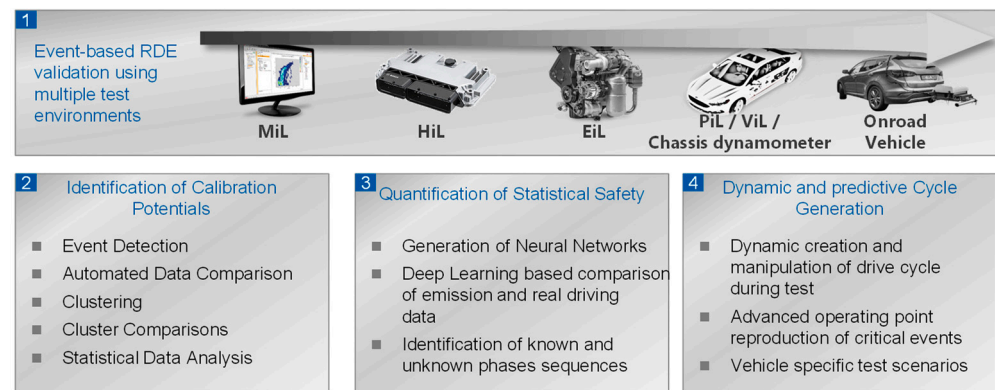 1
Event-based RDE
validation using
multiple test
environments
MiL
HiL
EiL
PiL / ViL /
Chassis dynamometer
Onroad
Vehicle
2
Identification of Calibration
Potentials
■ Event Detection
■ Automated Data Comparison
■ Clustering
■ Cluster Comparisons
■ Statistical Data Analysis
3
Quantification of Statistical Safety
■ Generation of Neural Networks
■ Deep Learning based comparison
of emission and real driving
data
■ Identification of known and
unknown phases sequences
4
Dynamic and predictive Cycle
Generation
■ Dynamic creation and
manipulation of drive cycle
during test
■ Advanced operating point
reproduction of critical events
■ Vehicle specific test scenarios